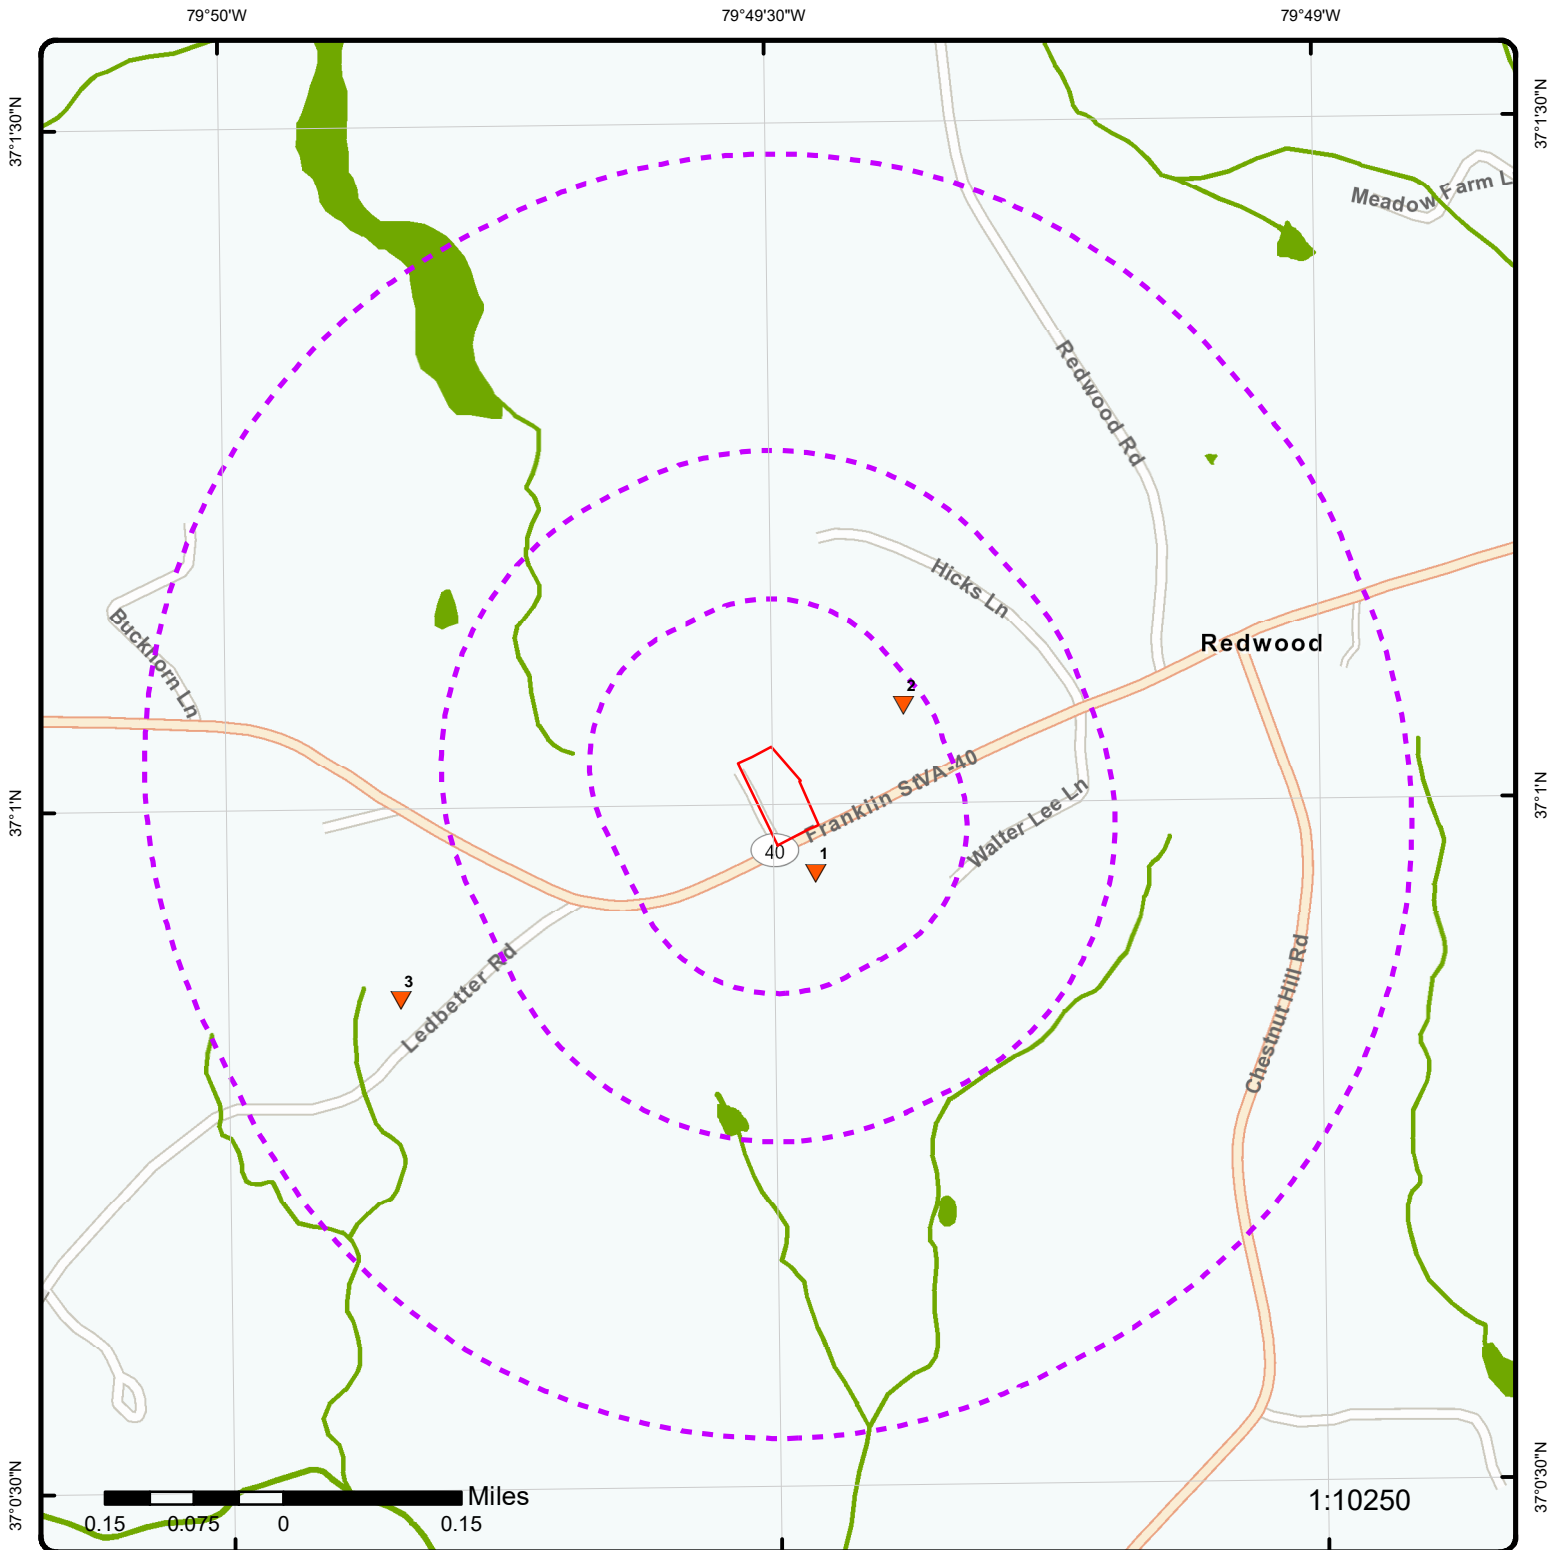 79°50'W
79°49'30"W
79°49'W
37°1'30"N
37°1'30"N
Meadow Farm L
Redwood Rd
Hicks Ln
Buckhorn Ln
Redwood
2
Franklin St
VA-40
37°1'N
37°1'N
Walter Lee Ln
40
1
Ledbetter Rd
3
Chestnut Hill Rd
37°0'30"N
37°0'30"N
Miles
0.15
0.075
0
0.15
1:10250